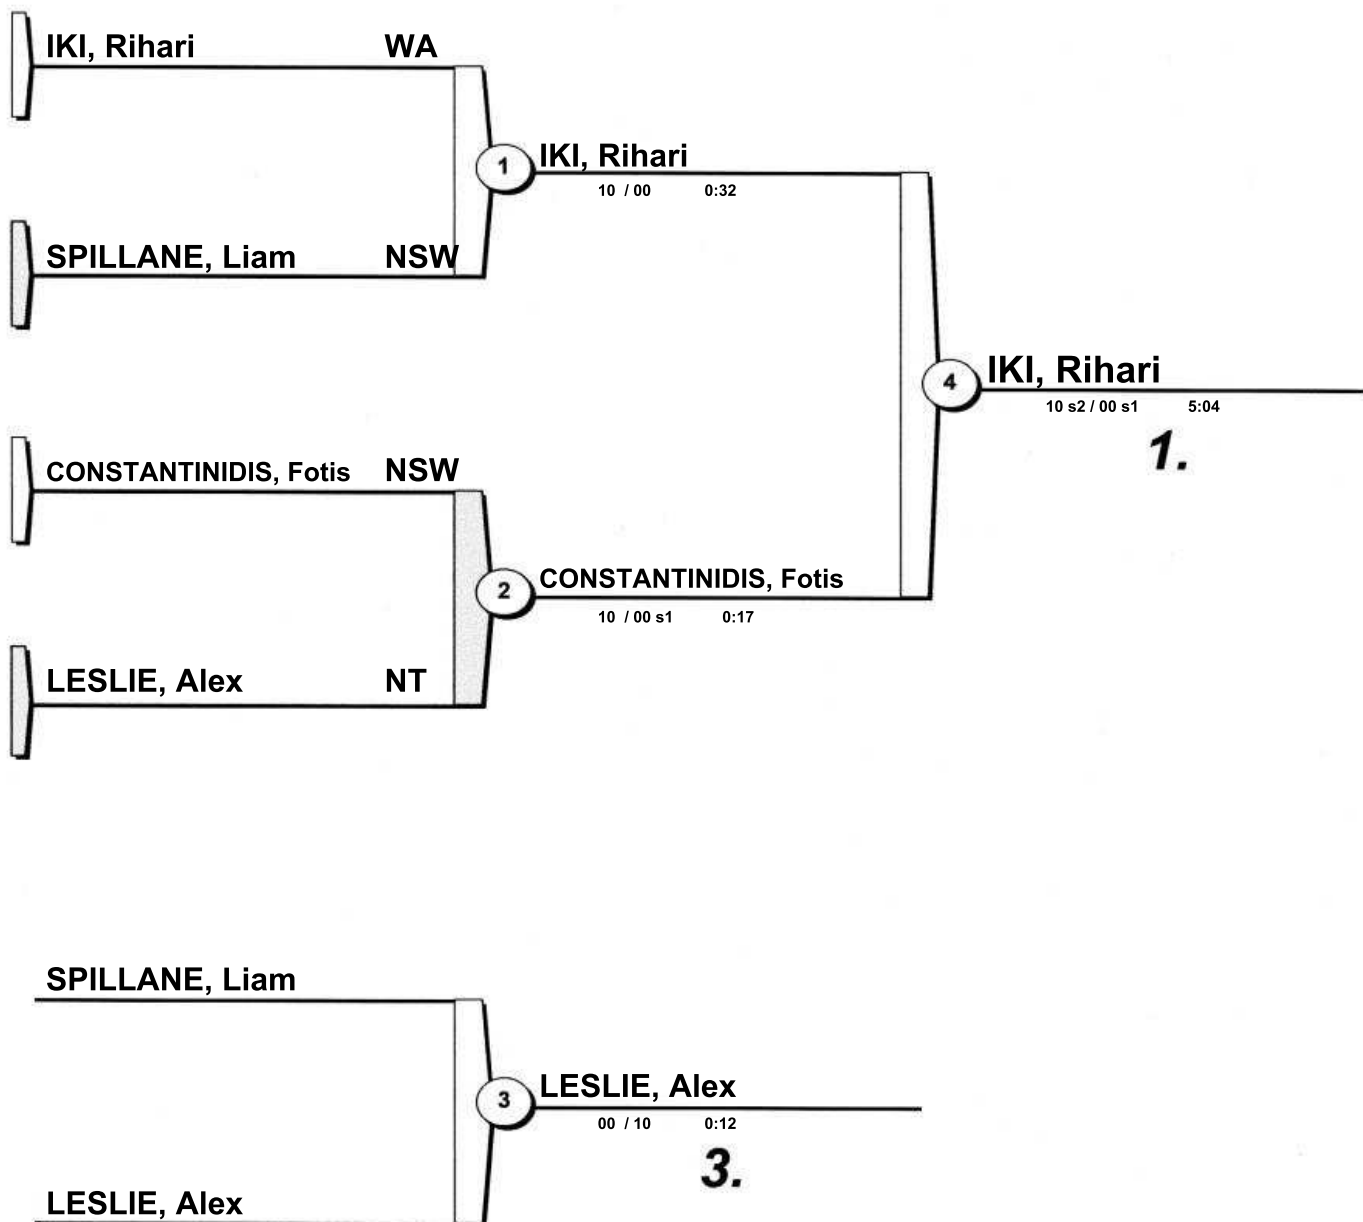 IKI, Rihari WA
1 IKI, Rihari
10 / 00 0:32
SPILLANE, Liam NSW
4 IKI, Rihari
10 s2 / 00 s1 5:04
1.
CONSTANTINIDIS, Fotis NSW
2 CONSTANTINIDIS, Fotis
10 / 00 s1 0:17
LESLIE, Alex NT
SPILLANE, Liam
3 LESLIE, Alex
00 / 10 0:12
3.
LESLIE, Alex